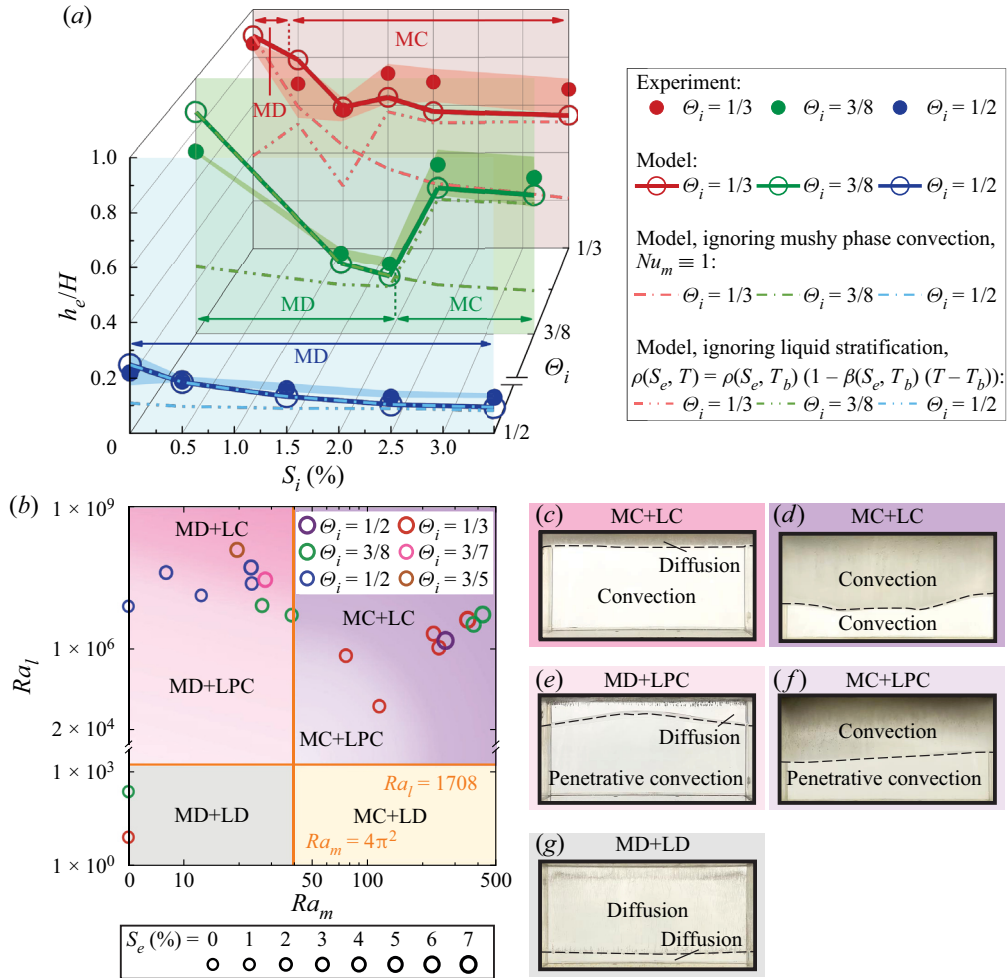 (a)
MD
MC
MD
1.0
0.8
0.6
0.4
0.2
0
h_e/H
MD
MC
MD
1/3
3/8
1/2
Θ_i
0
0.5
1.5
2.0
2.5
3.0
S_i (%)
Experiment:
Θ_i = 1/3 Θ_i = 3/8 Θ_i = 1/2
Model:
Θ_i = 1/3 Θ_i = 3/8 Θ_i = 1/2
Model, ignoring mushy phase convection,
Nu_m ≡ 1:
Θ_i = 1/3 Θ_i = 3/8 Θ_i = 1/2
Model, ignoring liquid stratification,
ρ(S_e, T) = ρ(S_e, T_b) (1 – β(S_e, T_b) (T – T_b)):
Θ_i = 1/3 Θ_i = 3/8 Θ_i = 1/2
(b)
1 × 10^9
1 × 10^6
2 × 10^4
1 × 10^3
1 × 10^0
Ra_l
MD+LC
Θ_i = 1/2 Θ_i = 1/3
Θ_i = 3/8 Θ_i = 3/7
Θ_i = 1/2 Θ_i = 3/5
MC+LC
MD+LPC
MC+LPC
Ra_l = 1708
MD+LD
MC+LD
Ra_m = 4π^2
0 10 50 100 500
Ra_m
S_e (%) = 0 1 2 3 4 5 6 7
MC+LC
(c)
Diffusion
Convection
MC+LC
(d)
Convection
Convection
MD+LPC
(e)
Diffusion
Penetrative convection
MC+LPC
(f)
Convection
Penetrative convection
MD+LD
(g)
Diffusion
Diffusion